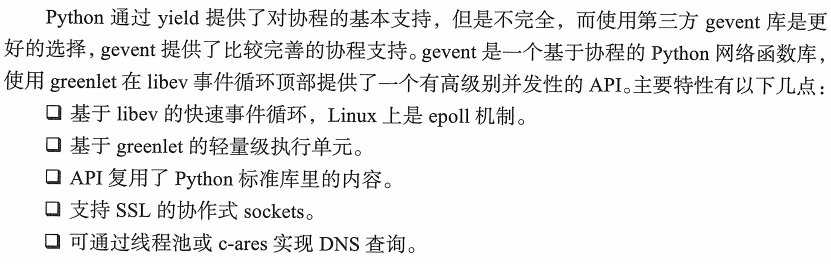 Python 通过 yield 提供了对协程的基本支持，但是不完全，而使用第三方 gevent 库是更
好的选择，gevent 提供了比较完善的协程支持。gevent 是一个基于协程的 Python 网络函数库，
使用 greenlet 在 libev 事件循环顶部提供了一个有高级别并发性的 API。主要特性有以下几点：
❑ 基于 libev 的快速事件循环，Linux 上是 epoll 机制。
❑ 基于 greenlet 的轻量级执行单元。
❑ API 复用了 Python 标准库里的内容。
❑ 支持 SSL 的协作式 sockets。
❑ 可通过线程池或 c-ares 实现 DNS 查询。